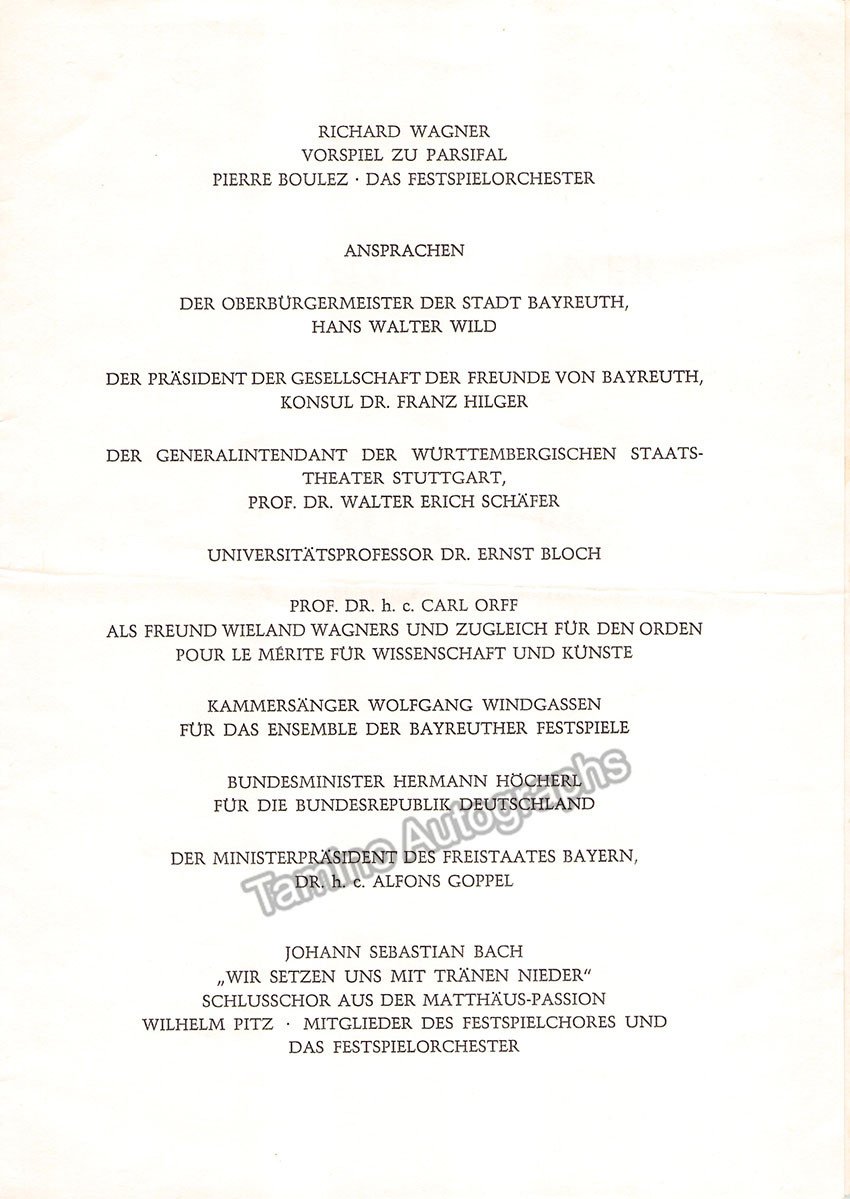 RICHARD WAGNER
VORSPIEL ZU PARSIFAL
PIERRE BOULEZ · DAS FESTSPIELORCHESTER
ANSPRACHEN
DER OBERBÜRGERMEISTER DER STADT BAYREUTH,
HANS WALTER WILD
DER PRÄSIDENT DER GESELLSCHAFT DER FREUNDE VON BAYREUTH,
KONSUL DR. FRANZ HILGER
DER GENERALINTENDANT DER WÜRTTEMBERGISCHEN STAATS-
THEATER STUTTGART,
PROF. DR. WALTER ERICH SCHÄFER
UNIVERSITÄTSPROFESSOR DR. ERNST BLOCH
PROF. DR. h. c. CARL ORFF
ALS FREUND WIELAND WAGNERS UND ZUGLEICH FÜR DEN ORDEN
POUR LE MÉRITE FÜR WISSENSCHAFT UND KÜNSTE
KAMMERSÄNGER WOLFGANG WINDGASSEN
FÜR DAS ENSEMBLE DER BAYREUTHER FESTSPIELE
BUNDESMINISTER HERMANN HÖCHERL
FÜR DIE BUNDESREPUBLIK DEUTSCHLAND
DER MINISTERPRÄSIDENT DES FREISTAATES BAYERN,
DR. h. c. ALFONS GOPPEL
Tamino Autographs
JOHANN SEBASTIAN BACH
„WIR SETZEN UNS MIT TRÄNEN NIEDER“
SCHLUSSCHOR AUS DER MATTHÄUS-PASSION
WILHELM PITZ · MITGLIEDER DES FESTSPIELCHORES UND
DAS FESTSPIELORCHESTER